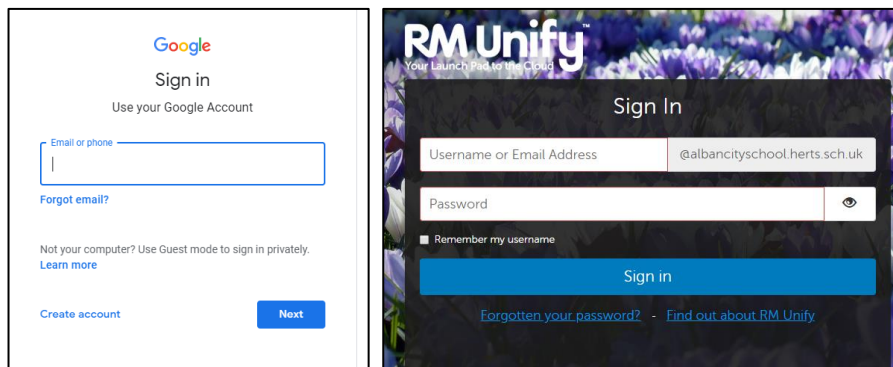 Google
Sign in
Use your Google Account
Email or phone
Forgot email?
Not your computer? Use Guest mode to sign in privately.
Learn more
Create account
Next
RM Unify™
Your Launch Pad to the Cloud
Sign In
Username or Email Address @albancityschool.herts.sch.uk
Password
Remember my username
Sign in
Forgotten your password? - Find out about RM Unify